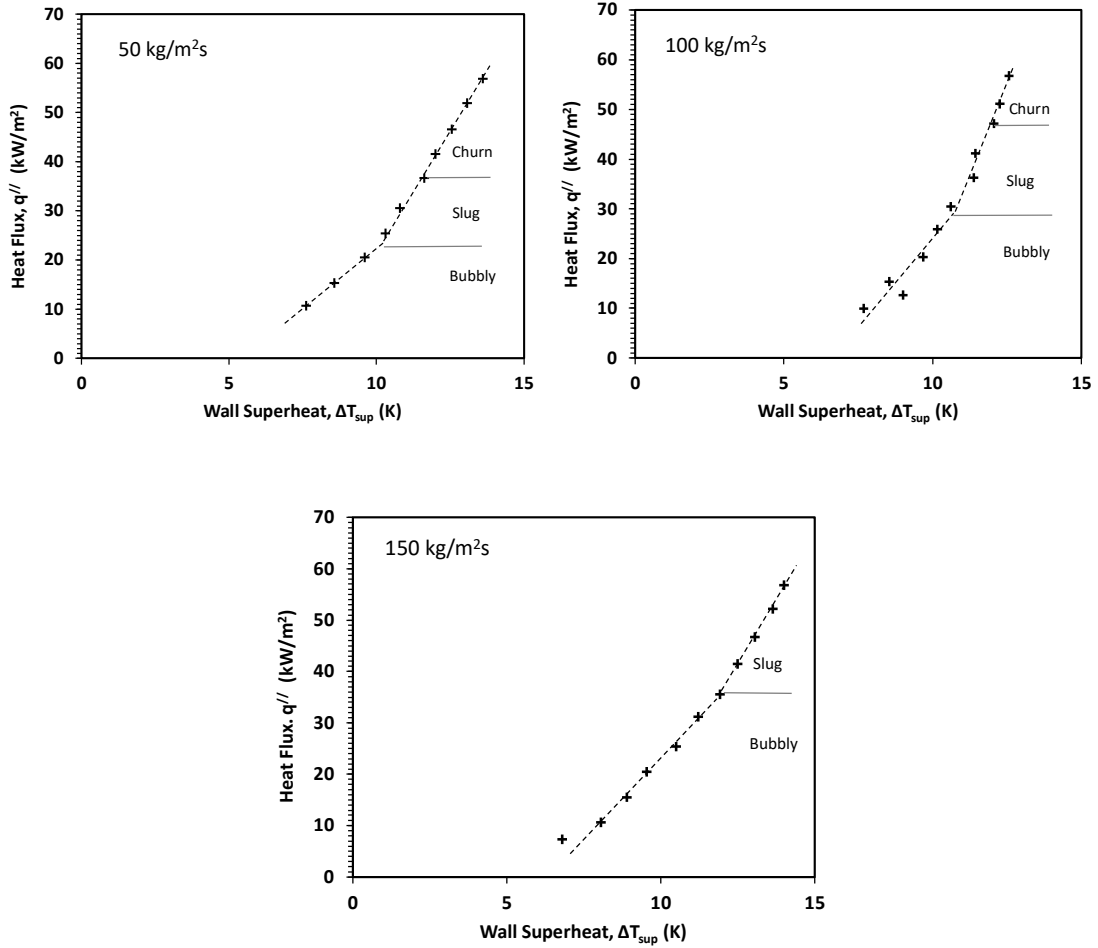 50 kg/m²s
Heat Flux, q'' (kW/m²)
70
60
50
40
30
20
10
0
Churn
Slug
Bubbly
0 5 10 15
Wall Superheat, ΔTsup (K)
100 kg/m²s
Heat Flux, q'' (kW/m²)
70
60
50
40
30
20
10
0
Churn
Slug
Bubbly
0 5 10 15
Wall Superheat, ΔTsup (K)
150 kg/m²s
Heat Flux. q'' (kW/m²)
70
60
50
40
30
20
10
0
Slug
Bubbly
0 5 10 15
Wall Superheat, ΔTsup (K)